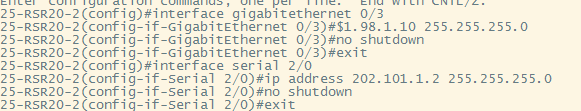 Enter configuration commands, one per line. End with CNTL/Z.
25-RSR20-2(config)#interface gigabitethernet 0/3
25-RSR20-2(config-if-GigabitEthernet 0/3)#$1.98.1.10 255.255.255.0
25-RSR20-2(config-if-GigabitEthernet 0/3)#no shutdown
25-RSR20-2(config-if-GigabitEthernet 0/3)#exit
25-RSR20-2(config)#interface serial 2/0
25-RSR20-2(config-if-Serial 2/0)#ip address 202.101.1.2 255.255.255.0
25-RSR20-2(config-if-Serial 2/0)#no shutdown
25-RSR20-2(config-if-Serial 2/0)#exit